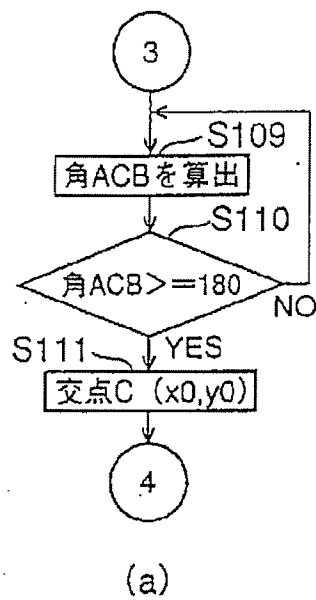 3
S109
角ACBを算出
S110
角ACB>=180
NO
S111
YES
交点C (x0,y0)
4
(a)